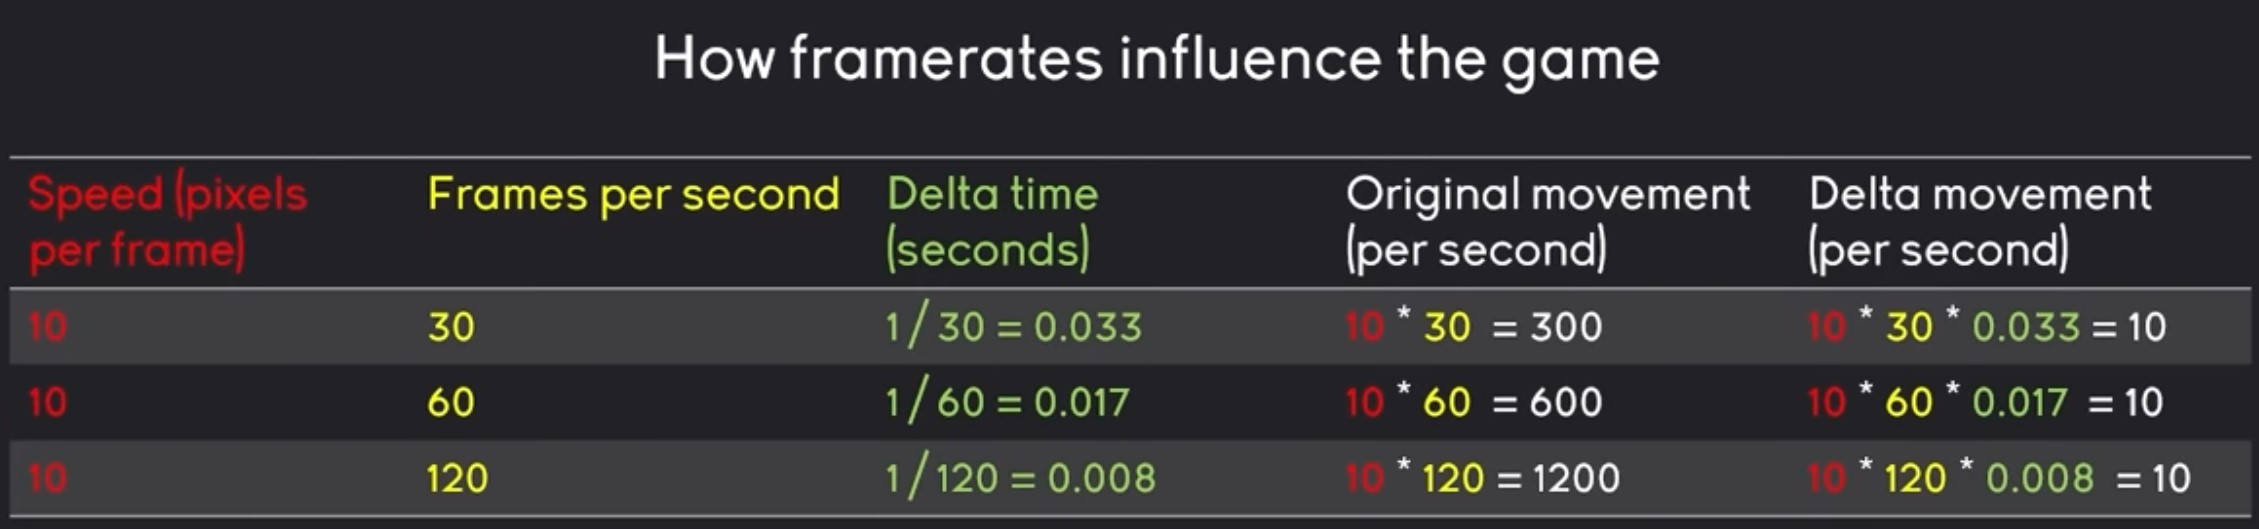 How framerates influence the game
Speed (pixels per frame) Frames per second Delta time (seconds) Original movement (per second) Delta movement (per second)
10 30 1 / 30 = 0.033 10 * 30 = 300 10 * 30 * 0.033 = 10
10 60 1 / 60 = 0.017 10 * 60 = 600 10 * 60 * 0.017 = 10
10 120 1 / 120 = 0.008 10 * 120 = 1200 10 * 120 * 0.008 = 10